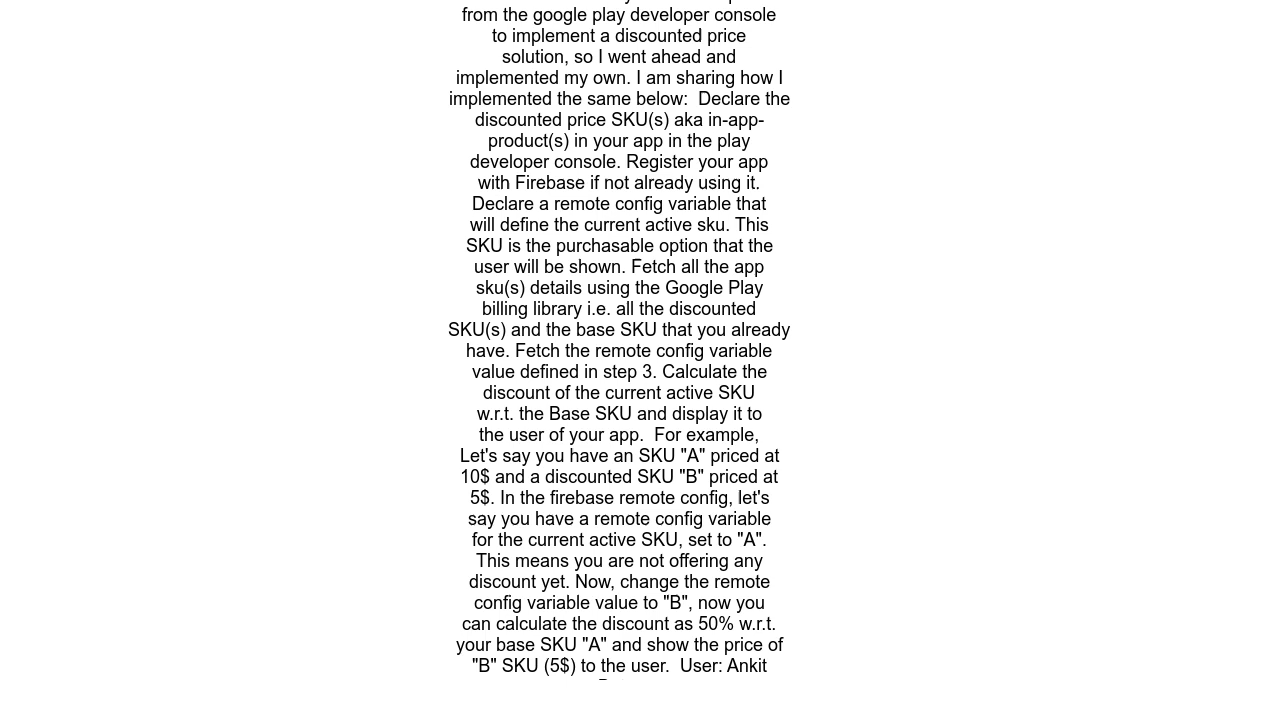 from the google play developer console
to implement a discounted price
solution, so I went ahead and
implemented my own. I am sharing how I
implemented the same below:  Declare the
discounted price SKU(s) aka in-app-
product(s) in your app in the play
developer console. Register your app
with Firebase if not already using it.
Declare a remote config variable that
will define the current active sku. This
SKU is the purchasable option that the
user will be shown. Fetch all the app
sku(s) details using the Google Play
billing library i.e. all the discounted
SKU(s) and the base SKU that you already
have. Fetch the remote config variable
value defined in step 3. Calculate the
discount of the current active SKU
w.r.t. the Base SKU and display it to
the user of your app.  For example,
Let's say you have an SKU "A" priced at
10$ and a discounted SKU "B" priced at
5$. In the firebase remote config, let's
say you have a remote config variable
for the current active SKU, set to "A".
This means you are not offering any
discount yet. Now, change the remote
config variable value to "B", now you
can calculate the discount as 50% w.r.t.
your base SKU "A" and show the price of
"B" SKU (5$) to the user.  User: Ankit